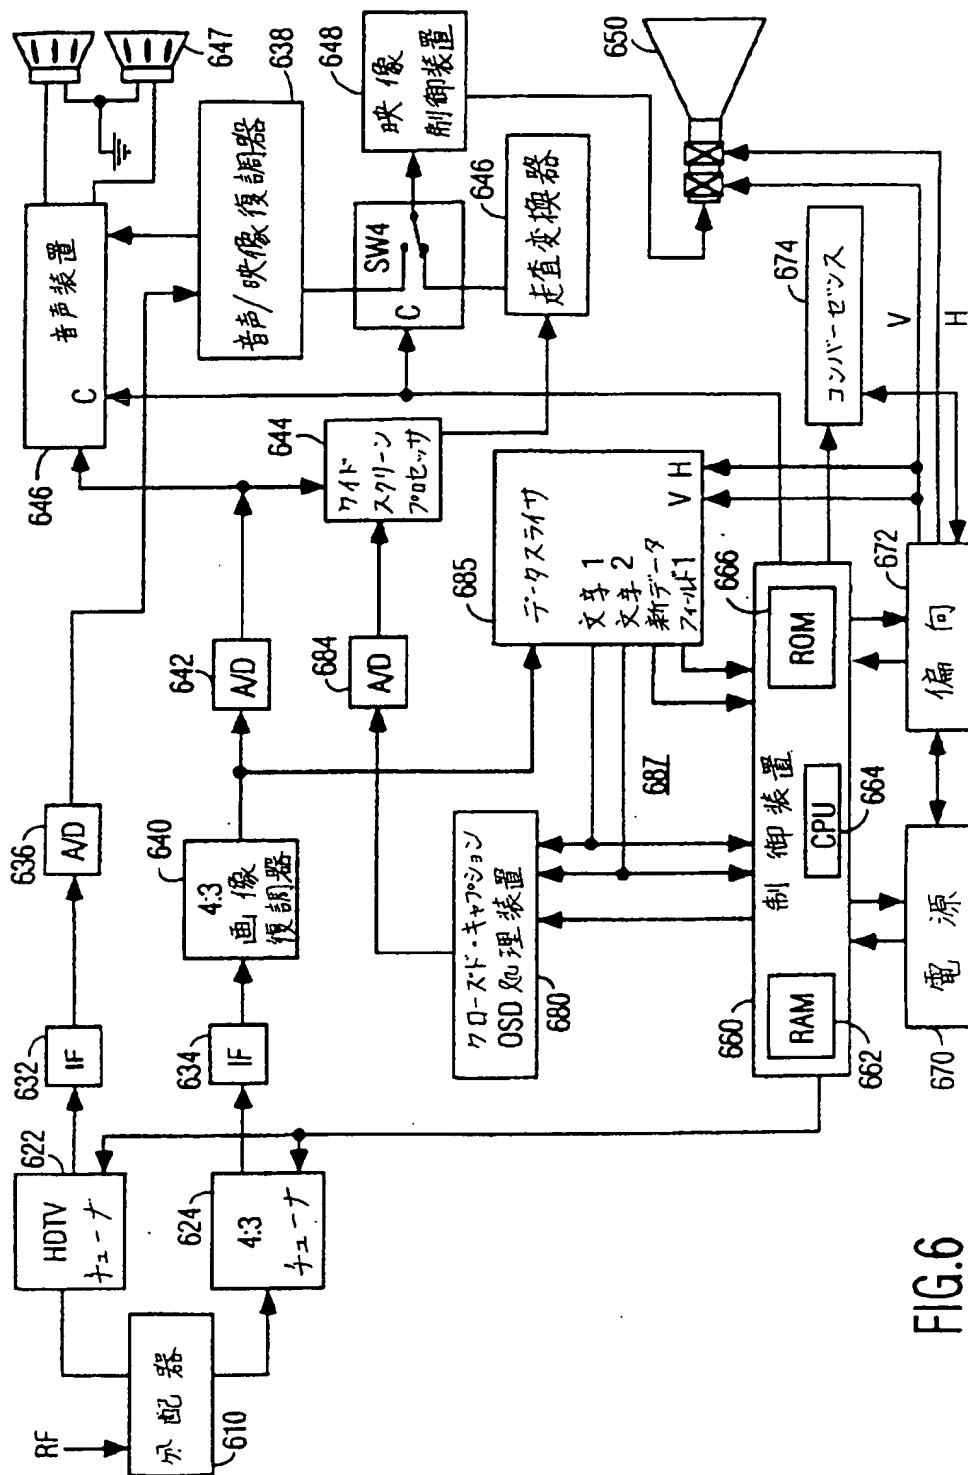 RF
分配器
610
HDTV
チューナ
622
4:3
チューナ
624
IF
632
IF
634
A/D
636
4:3
画像
復調器
640
A/D
642
A/D
684
ワイド
スクリーン
プロセッサ
644
音声装置
C
646
647
音声/映像復調器
638
SW4
C
映像
制御装置
648
走査変換器
646
650
データスライサ
文字 1
文字 2
新データ
フィールド1
V H
685
687
クローズド・キャプション
OSD処理装置
680
制御装置
660
RAM
662
CPU
664
ROM
666
コンバーゼンス
674
V
H
偏向
672
電源
670
FIG.6